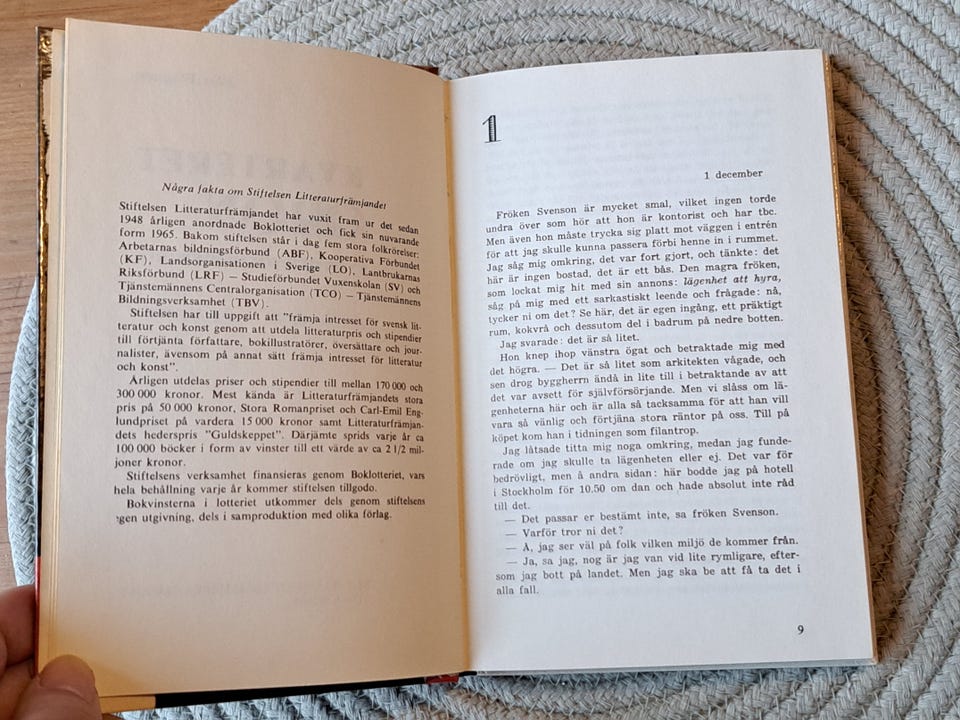 Några fakta om Stiftelsen Litteraturfrämjandet
Stiftelsen Litteraturfrämjandet har vuxit fram ur det sedan
1948 årligen anordnade Boklotteriet och fick sin nuvarande
form 1965. Bakom stiftelsen står i dag fem stora folkrörelser:
Arbetarnas bildningsförbund (ABF), Kooperativa Förbundet
(KF), Landsorganisationen i Sverige (LO), Lantbrukarnas
Riksförbund (LRF) — Studieförbundet Vuxenskolan (SV) och
Tjänstemännens Centralorganisation (TCO) — Tjänstemännens
Bildningsverksamhet (TBV).
Stiftelsen har till uppgift att "främja intresset för svensk lit-
teratur och konst genom att utdela litteraturpris och stipendier
till förtjänta författare, bokillustratörer, översättare och jour-
nalister, ävensom på annat sätt främja intresset för litteratur
och konst".
Årligen utdelas priser och stipendier till mellan 170 000 och
300 000 kronor. Mest kända är Litteraturfrämjandets stora
pris på 50 000 kronor, Stora Romanpriset och Carl-Emil Eng-
lundpriset på vardera 15 000 kronor samt Litteraturfrämjan-
dets hederspris "Guldskeppet". Därjämte sprids varje år ca
100 000 böcker i form av vinster till ett värde av ca 2 1/2 mil-
joner kronor.
Stiftelsens verksamhet finansieras genom Boklotteriet, vars
hela behållning varje år kommer stiftelsen tillgodo.
Bokvinsterna i lotteriet utkommer dels genom stiftelsens
egen utgivning, dels i samproduktion med olika förlag.
1
1 december
Fröken Svenson är mycket smal, vilket ingen torde
undra över som hör att hon är kontorist och har tbc.
Men även hon måste trycka sig platt mot väggen i entrén
för att jag skulle kunna passera förbi henne in i rummet.
Jag såg mig omkring, det var fort gjort, och tänkte: det
här är ingen bostad, det är ett bås. Den magra fröken,
som lockat mig hit med sin annons: lägenhet att hyra,
såg på mig med ett sarkastiskt leende och frågade: nå,
tycker ni om det? Se här, det är egen ingång, ett präktigt
rum, kokvrå och dessutom del i badrum på nedre botten.
Jag svarade: det är så litet.
Hon knep ihop vänstra ögat och betraktade mig med
det högra. — Det är så litet som arkitekten vågade, och
sen drog byggherrn ändå in lite till i betraktande av att
det var avsett för självförsörjande. Men vi slåss om lä-
genheterna här och är alla så tacksamma för att han vill
vara så vänlig och förtjäna stora räntor på oss. Till på
köpet kom han i tidningen som filantrop.
Jag låtsades titta mig noga omkring, medan jag funde-
rade om jag skulle ta lägenheten eller ej. Det var för
bedrövligt, men å andra sidan: här bodde jag på hotell
i Stockholm för 10.50 om dan och hade absolut inte råd
till det.
— Det passar er bestämt inte, sa fröken Svenson.
— Varför tror ni det?
— Å, jag ser väl på folk vilken miljö de kommer från.
— Ja, sa jag, nog är jag van vid lite rymligare, efter-
som jag bott på landet. Men jag ska be att få ta det i
alla fall.
9